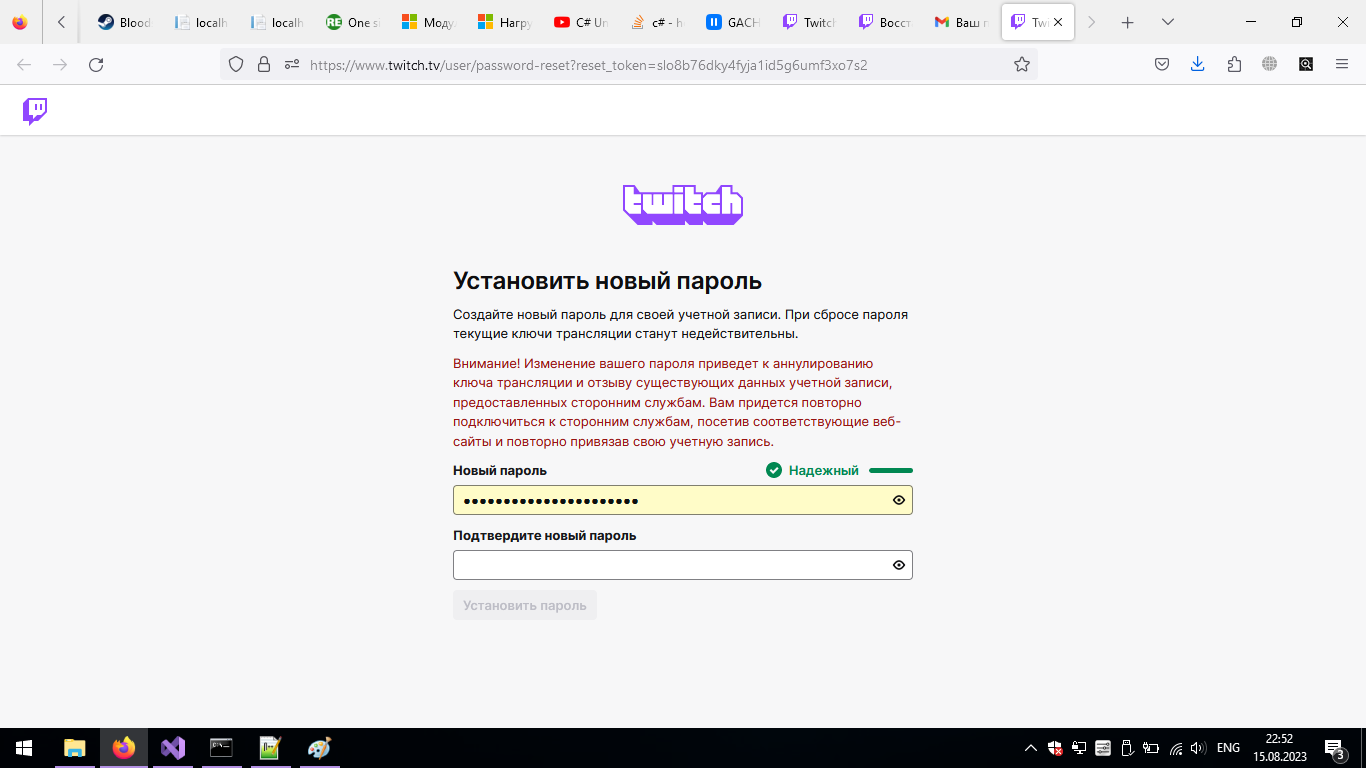 Blood
localh
localh
RE One si
Моду
Нагру
C# Un
c# - h
GACH
Twitch
Восст
Ваш п
Twi
https://www.twitch.tv/user/password-reset?reset_token=slo8b76dky4fyja1id5g6umf3xo7s2
twitch
Установить новый пароль
Создайте новый пароль для своей учетной записи. При сбросе пароля
текущие ключи трансляции станут недействительны.
Внимание! Изменение вашего пароля приведет к аннулированию
ключа трансляции и отзыву существующих данных учетной записи,
предоставленных сторонним службам. Вам придется повторно
подключиться к сторонним службам, посетив соответствующие веб-
сайты и повторно привязав свою учетную запись.
Новый пароль
Надежный
••••••••••••••••••••••
Подтвердите новый пароль
Установить пароль
ENG
22:52
15.08.2023
3